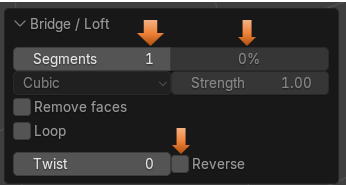 Bridge / Loft
Segments 1 0%
Cubic Strength 1.00
Remove faces
Loop
Twist 0 Reverse